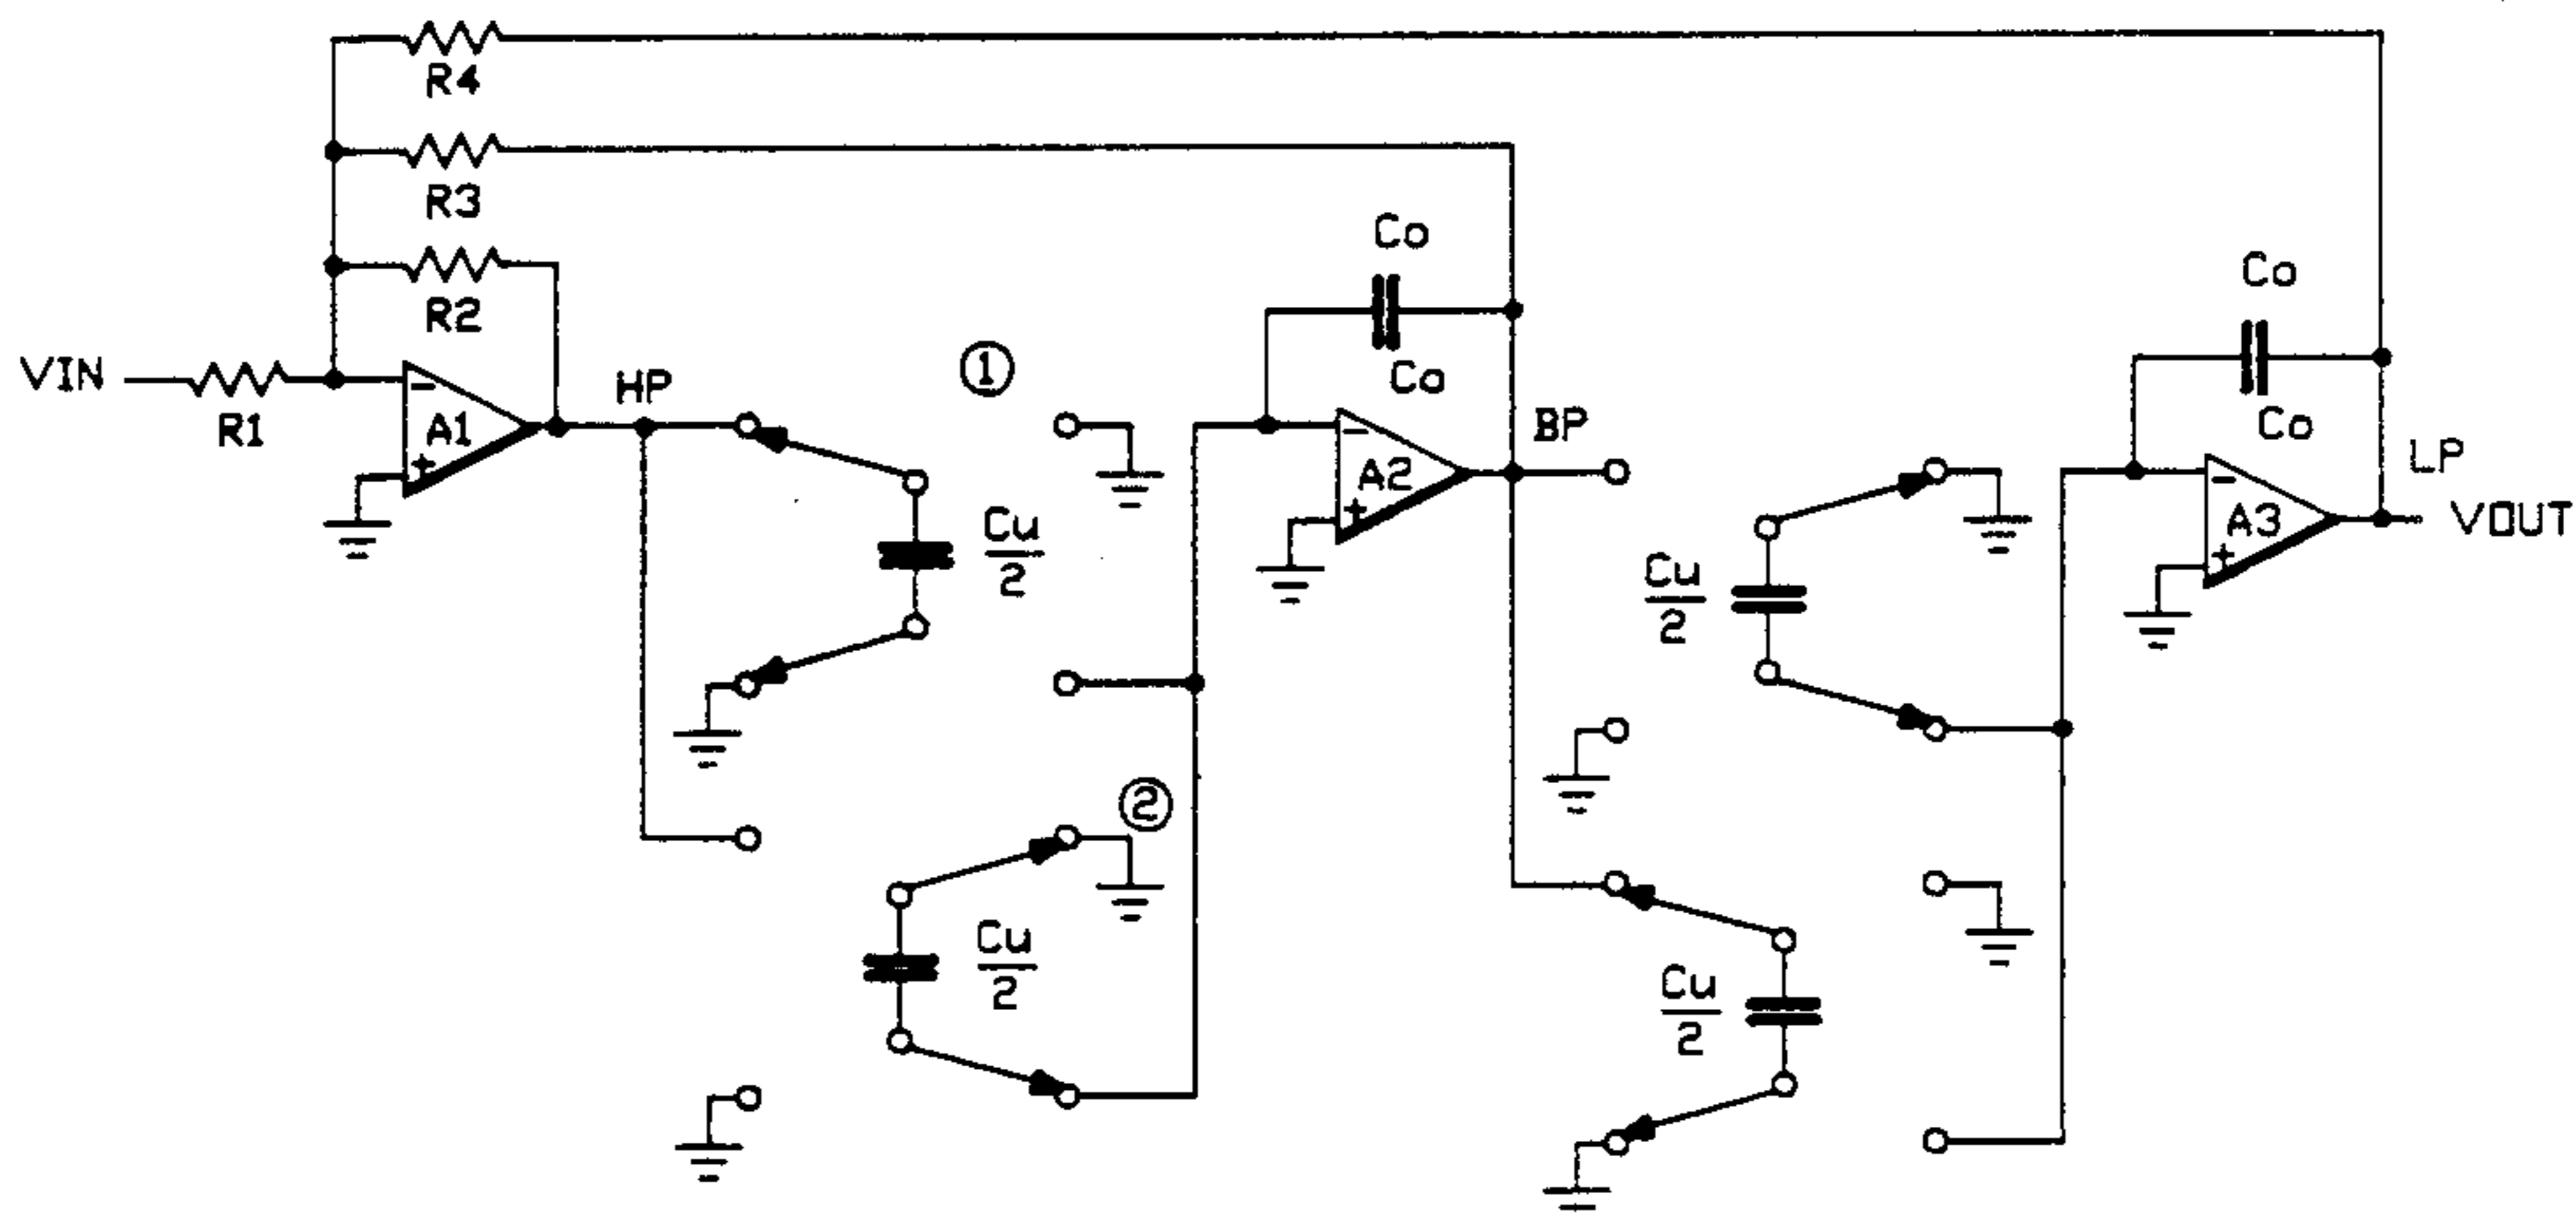 R4
R3
R2
VIN
R1
A1
-
+
HP
①
Cu
2
②
Cu
2
Co
Co
-
A2
+
BP
Cu
2
Cu
2
Co
Co
-
A3
+
LP
VOUT